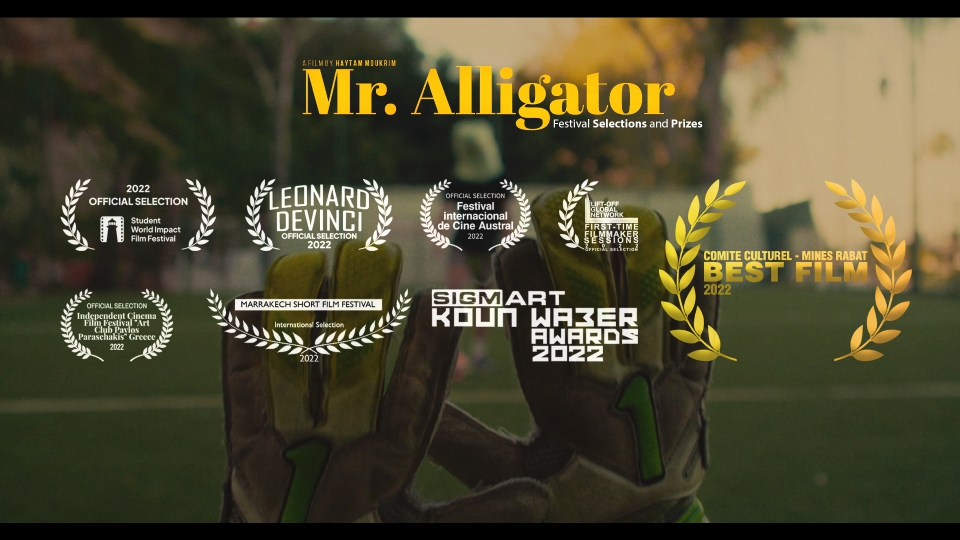 A FILM BY HAYTAM MOUKRIM
Mr. Alligator
Festival Selections and Prizes
2022
OFFICIAL SELECTION
Student
World Impact
Film Festival
LEONARD
DEVINCI
OFFICIAL SELECTION
2022
OFFICIAL SELECTION
Festival
internacional
de Cine Austral
2022
LIFT-OFF
GLOBAL
NETWORK
FIRST-TIME
FILMMAKER
SESSIONS
OFFICIAL SELECTION
COMITE CULTUREL - MINES RABAT
BEST FILM
2022
OFFICIAL SELECTION
Independent Cinema
Film Festival "Art
Club Pavlos
Paraschakis" Greece
2022
MARRAKECH SHORT FILM FESTIVAL
International Selection
2022
SIGMART
KOUN WA3ER
AWARDS
2022
1
1